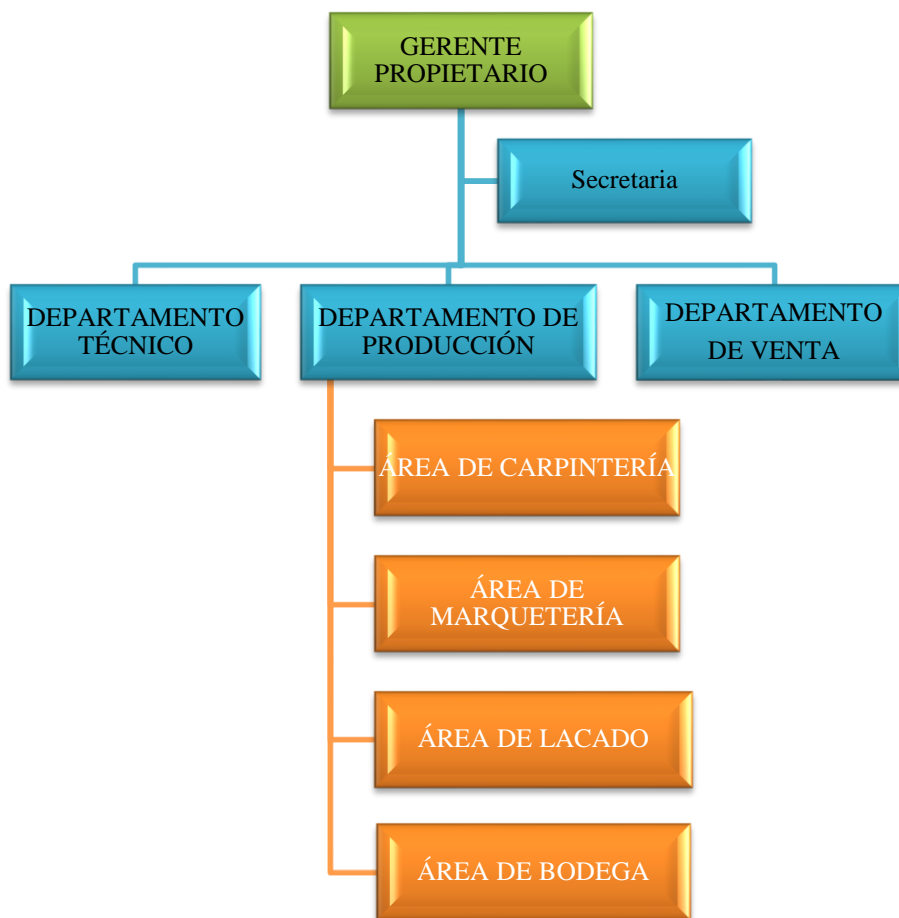 GERENTE
PROPIETARIO
Secretaria
DEPARTAMENTO
TÉCNICO
DEPARTAMENTO DE
PRODUCCIÓN
DEPARTAMENTO
DE VENTA
ÁREA DE CARPINTERÍA
ÁREA DE
MARQUETERÍA
ÁREA DE LACADO
ÁREA DE BODEGA